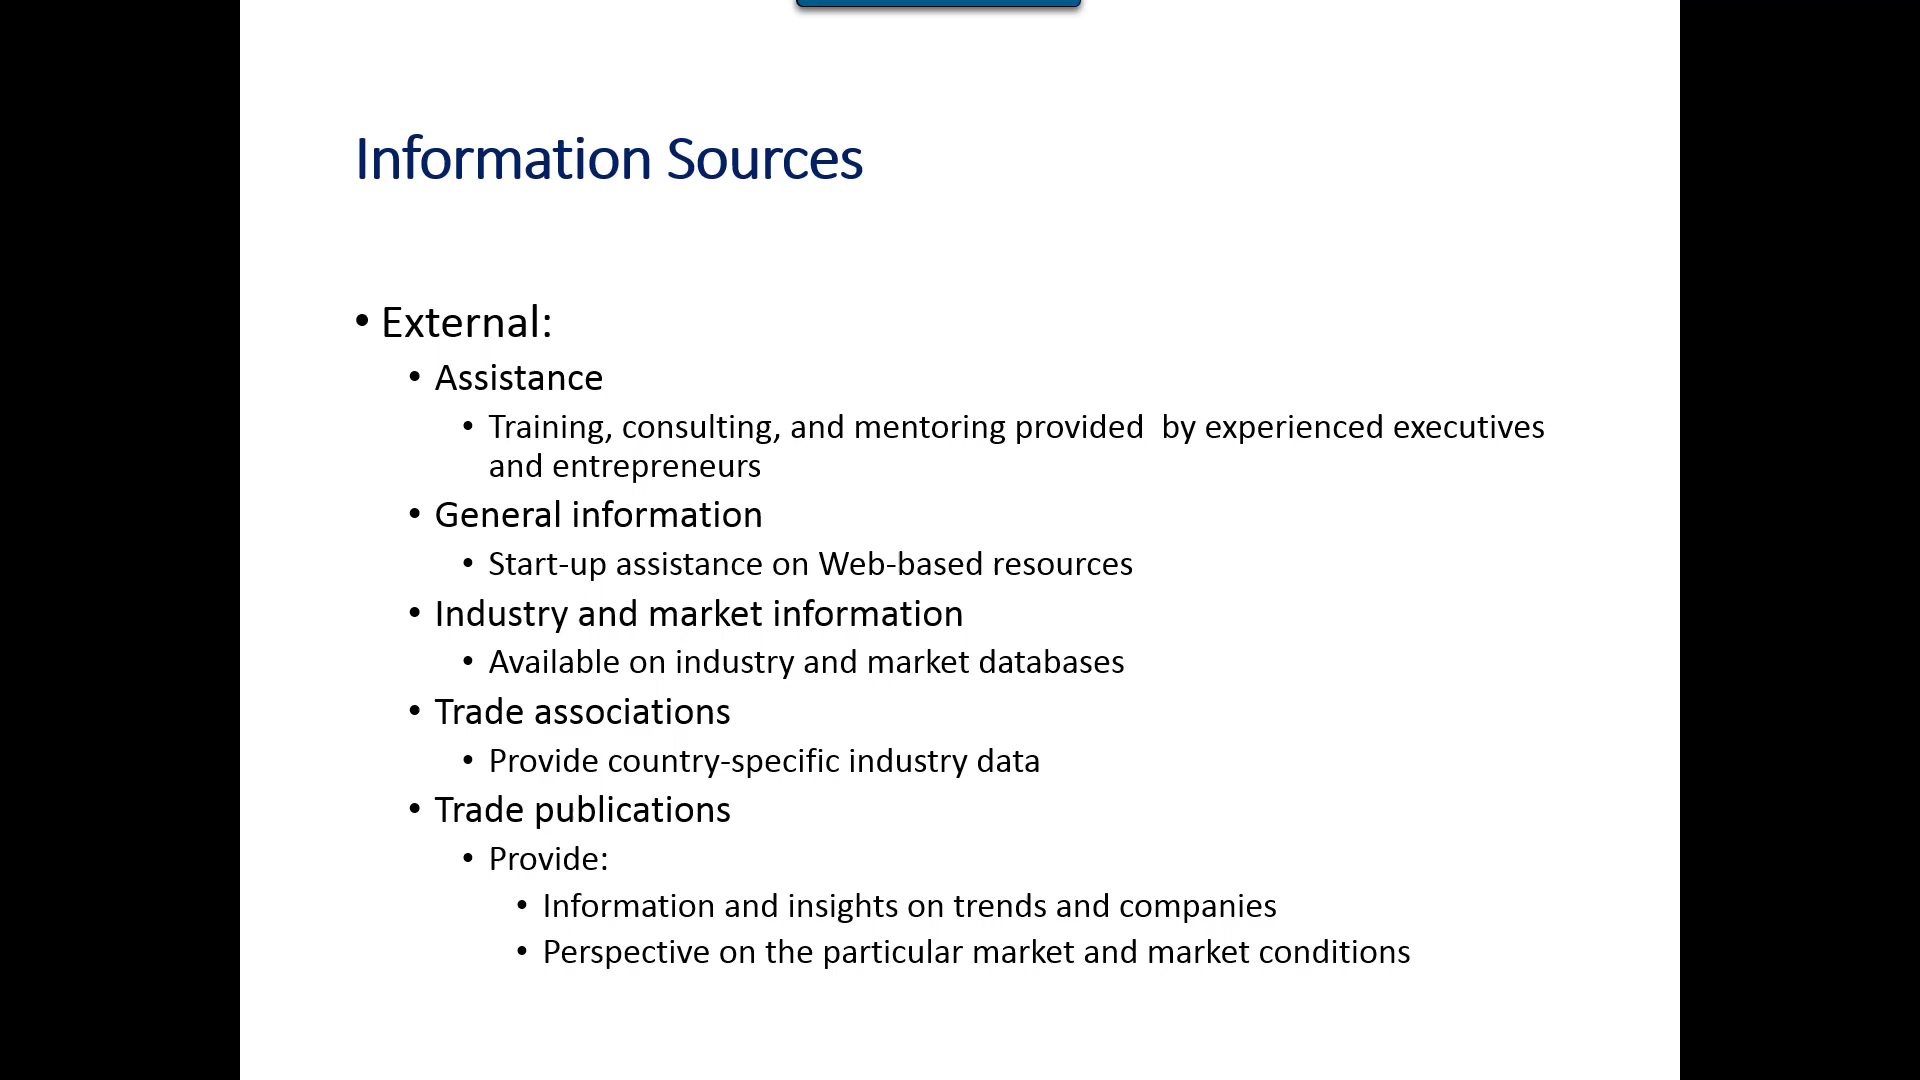 Information Sources
• External:
• Assistance
• Training, consulting, and mentoring provided  by experienced executives
and entrepreneurs
• General information
• Start-up assistance on Web-based resources
• Industry and market information
• Available on industry and market databases
• Trade associations
• Provide country-specific industry data
• Trade publications
• Provide:
• Information and insights on trends and companies
• Perspective on the particular market and market conditions